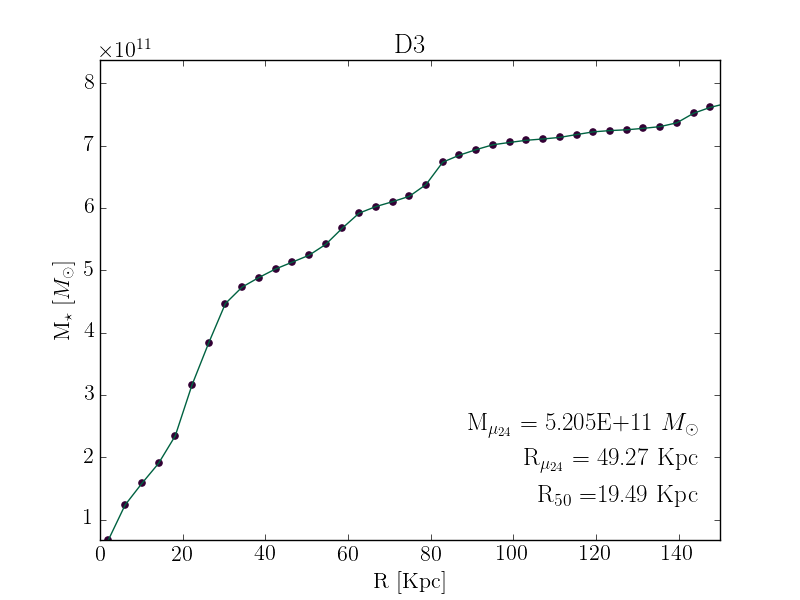 D3
×10¹¹
8
7
6
5
4
3
2
1
M⋆ [M⊙]
M_μ₂₄ = 5.205E+11 M⊙
R_μ₂₄ = 49.27 Kpc
R₅₀ =19.49 Kpc
0 20 40 60 80 100 120 140
R [Kpc]